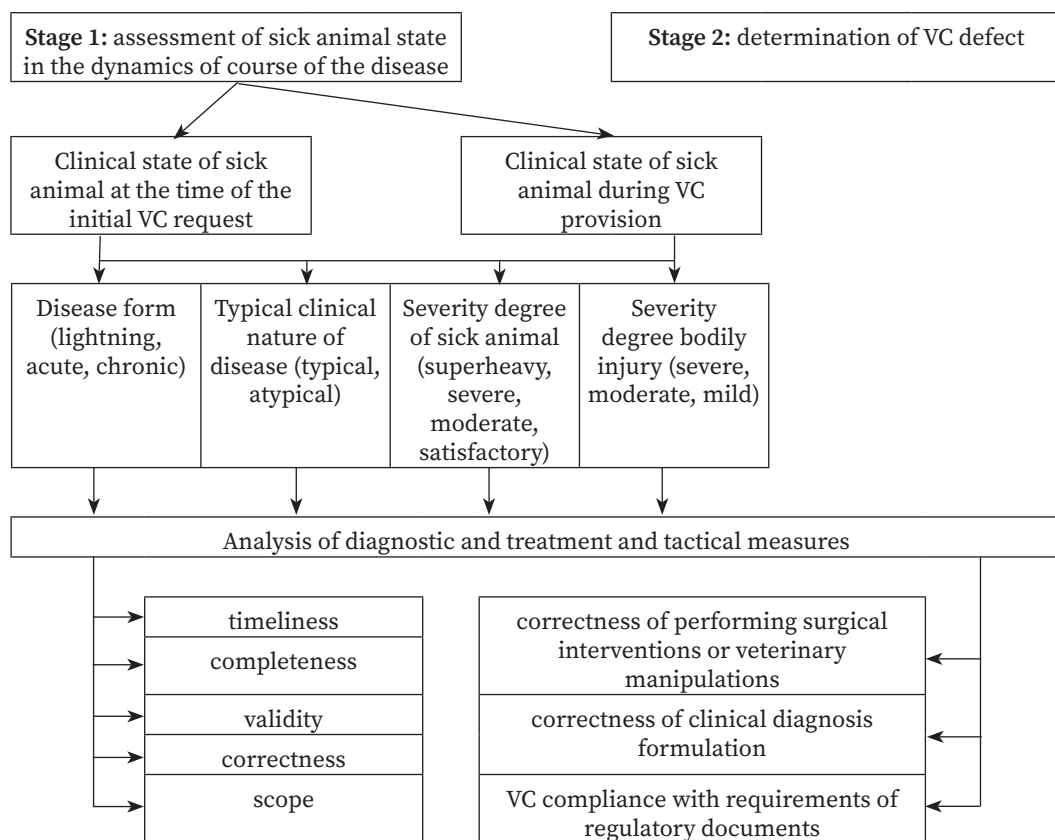 Stage 1: assessment of sick animal state
in the dynamics of course of the disease
Stage 2: determination of VC defect
Clinical state of sick
animal at the time of the
initial VC request
Clinical state of sick
animal during VC
provision
Disease form
(lightning,
acute, chronic)
Typical clinical
nature of
disease (typical,
atypical)
Severity degree
of sick animal
(superheavy,
severe,
moderate,
satisfactory)
Severity
degree bodily
injury (severe,
moderate, mild)
Analysis of diagnostic and treatment and tactical measures
timeliness
completeness
validity
correctness
scope
correctness of performing surgical
interventions or veterinary
manipulations
correctness of clinical diagnosis
formulation
VC compliance with requirements of
regulatory documents